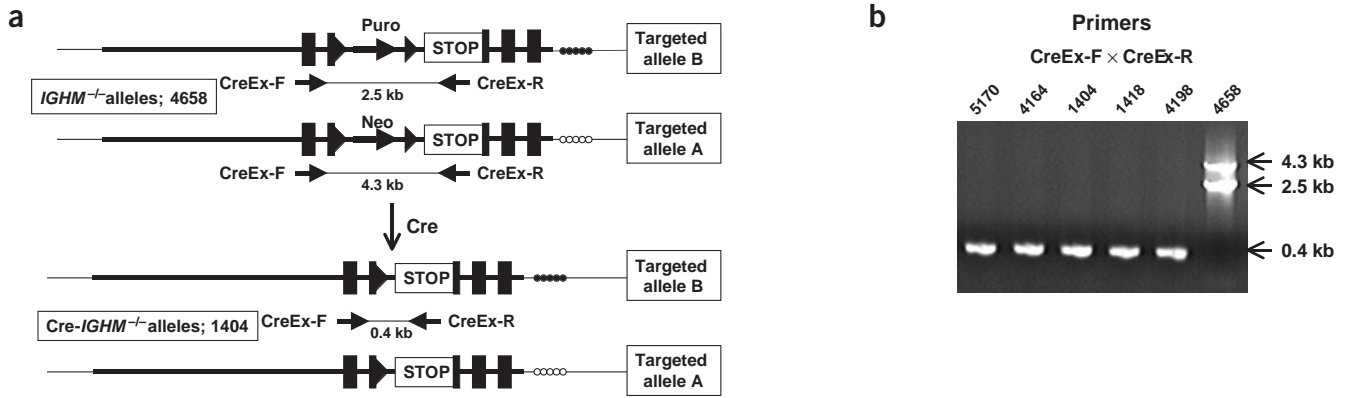 a
Puro
STOP
Targeted
allele B
CreEx-F
CreEx-R
2.5 kb
IGHM–/– alleles; 4658
Neo
STOP
Targeted
allele A
CreEx-F
CreEx-R
4.3 kb
Cre
STOP
Targeted
allele B
Cre-IGHM–/– alleles; 1404
CreEx-F
CreEx-R
0.4 kb
STOP
Targeted
allele A
b
Primers
CreEx-F × CreEx-R
5170 4164 1404 1418 4198 4658
4.3 kb
2.5 kb
0.4 kb